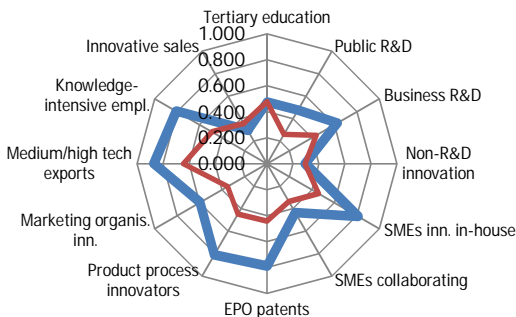 Tertiary education
1.000
Innovative sales
0.800
Public R&D
0.600
Knowledge-
intensive empl.
0.400
Business R&D
0.200
Medium/high tech
exports
0.000
Non-R&D
innovation
Marketing organis.
inn.
SMEs inn. in-house
Product process
innovators
SMEs collaborating
EPO patents